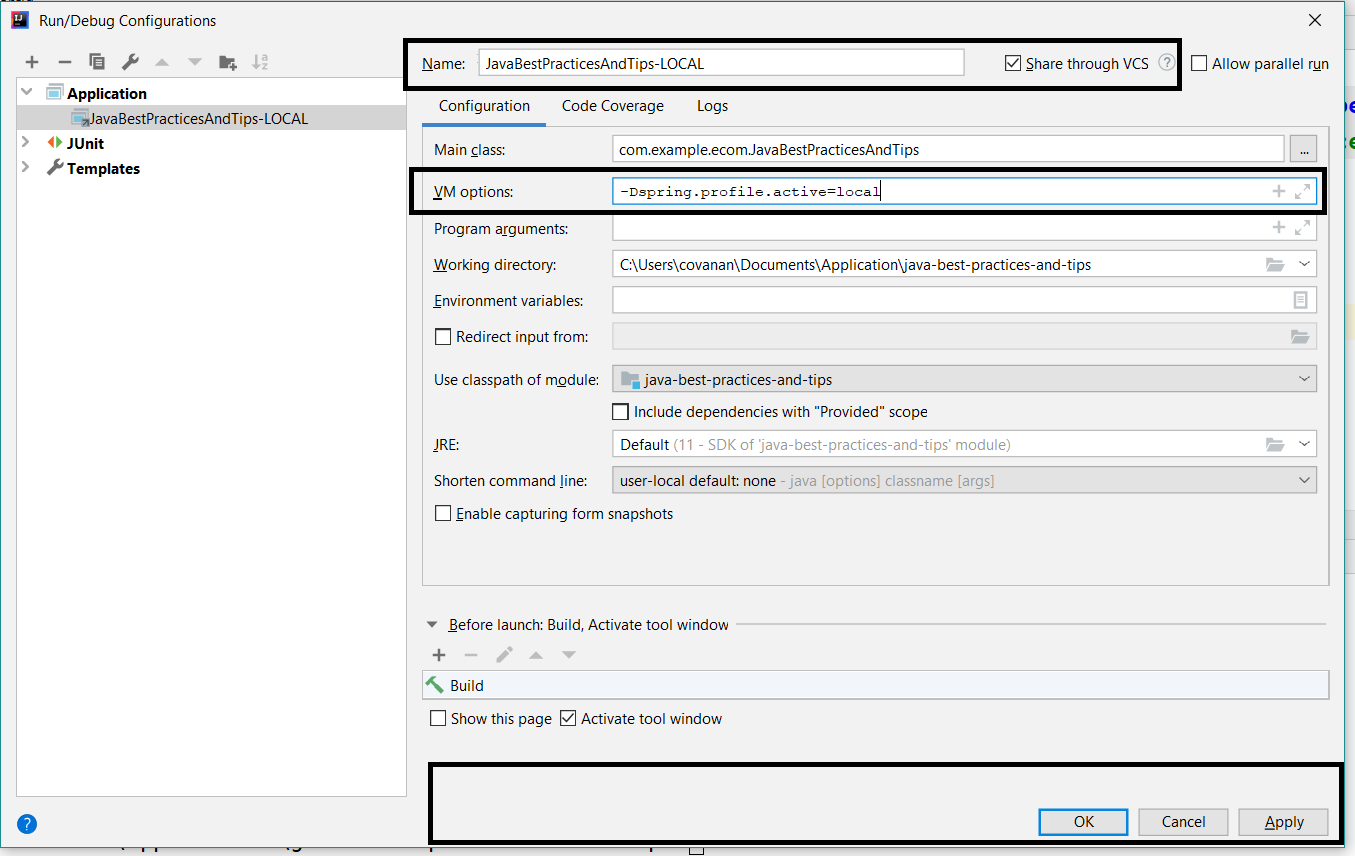 Run/Debug Configurations
Name: JavaBestPracticesAndTips-LOCAL Share through VCS ? Allow parallel run
Application
JavaBestPracticesAndTips-LOCAL
JUnit
Templates
Configuration Code Coverage Logs
Main class: com.example.ecom.JavaBestPracticesAndTips ...
VM options: -Dspring.profile.active=local
Program arguments:
Working directory: C:\Users\covanan\Documents\Application\java-best-practices-and-tips
Environment variables:
Redirect input from:
Use classpath of module: java-best-practices-and-tips
Include dependencies with "Provided" scope
JRE: Default (11 - SDK of 'java-best-practices-and-tips' module)
Shorten command line: user-local default: none - java [options] classname [args]
Enable capturing form snapshots
Before launch: Build, Activate tool window
Build
Show this page Activate tool window
? OK Cancel Apply